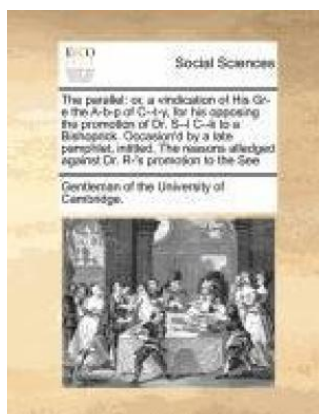 ECCO
Social Sciences
The parallel: or, a vindication of His Gr-
e the A-b-p of C--t-y, for his opposing
the promotion of Dr. S--l C--k to a
Bishoprick. Occasion'd by a late
pamphlet, intitled, The reasons alledged
against Dr. R-'s promotion to the See
Gentleman of the University of
Cambridge.